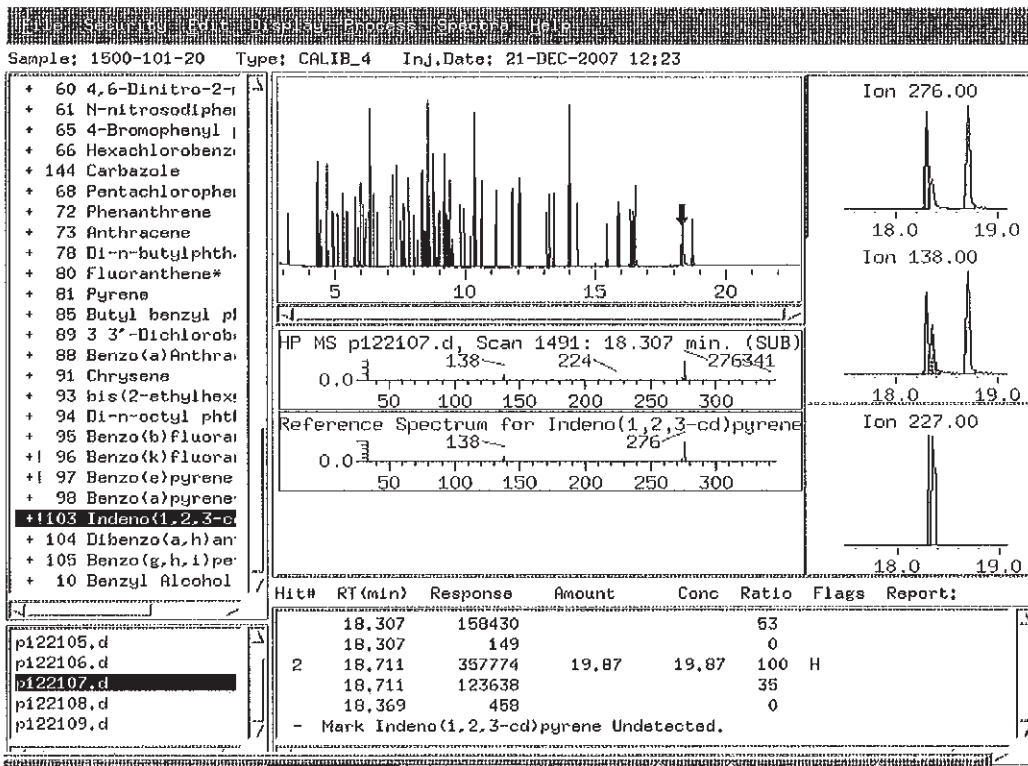 File Security Edit Display Process Spectra Help
Sample: 1500-101-20 Type: CALIB_4 Inj.Date: 21-DEC-2007 12:23
+ 60 4,6-Dinitro-2-
+ 61 N-nitrosodiphe
+ 65 4-Bromophenyl
+ 66 Hexachlorobenz
+ 144 Carbazole
+ 68 Pentachlorophe
+ 72 Phenanthrene
+ 73 Anthracene
+ 78 Di-n-butylphth
+ 80 Fluoranthene*
+ 81 Pyrene
+ 85 Butyl benzyl p
+ 89 3 3'-Dichlorob
+ 88 Benzo(a)Anthra
+ 91 Chrysene
+ 93 bis(2-ethylhex
+ 94 Di-n-octyl pht
+ 95 Benzo(b)fluora
+! 96 Benzo(k)fluora
+! 97 Benzo(e)pyrene
+ 98 Benzo(a)pyrene
+!103 Indeno(1,2,3-c
+ 104 Dibenzo(a,h)an
+ 105 Benzo(g,h,i)pe
+ 10 Benzyl Alcohol
p122105.d
p122106.d
p122107.d
p122108.d
p122109.d
5 10 15 20
HP MS p122107.d, Scan 1491: 18.307 min. (SUB)
138 224 276 341
0.0
50 100 150 200 250 300
Reference Spectrum for Indeno(1,2,3-cd)pyrene
138 276
0.0
50 100 150 200 250 300
Ion 276.00
18.0 19.0
Ion 138.00
18.0 19.0
Ion 227.00
18.0 19.0
Hit# RT(min) Response Amount Conc Ratio Flags Report:
18.307 158430 53
18.307 149 0
2 18.711 357774 19.87 19.87 100 H
18.711 123638 35
18.369 458 0
- Mark Indeno(1,2,3-cd)pyrene Undetected.